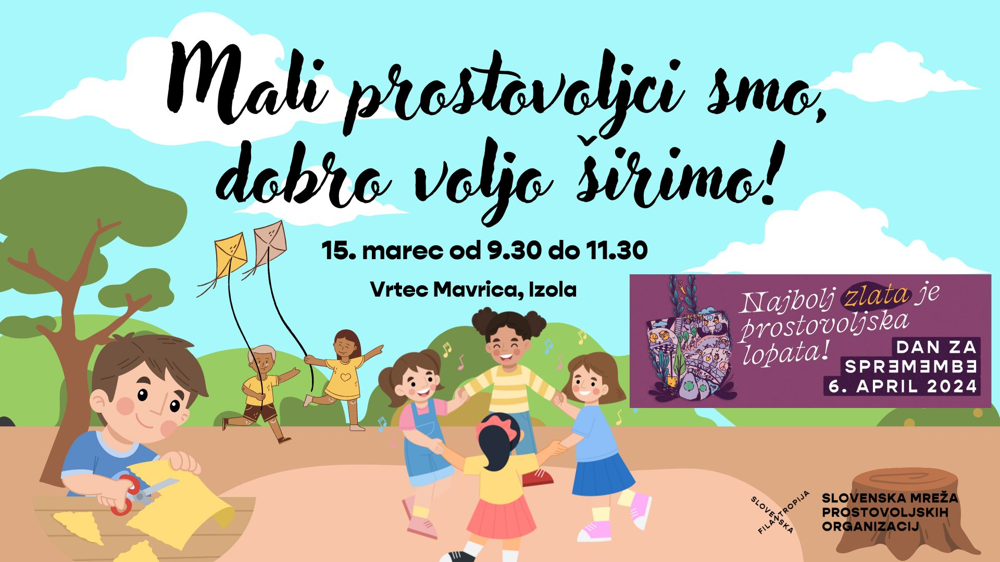 Mali prostovoljci smo,
dobro voljo širimo!
15. marec od 9.30 do 11.30
Vrtec Mavrica, Izola
Najbolj zlata je
prostovoljska
lopata!
DAN ZA
SPRƎMƎMBƎ
6. APRIL 2024
SLOVENSKA
FILANTROPIJA
SLOVENSKA MREŽA
PROSTOVOLJSKIH
ORGANIZACIJ